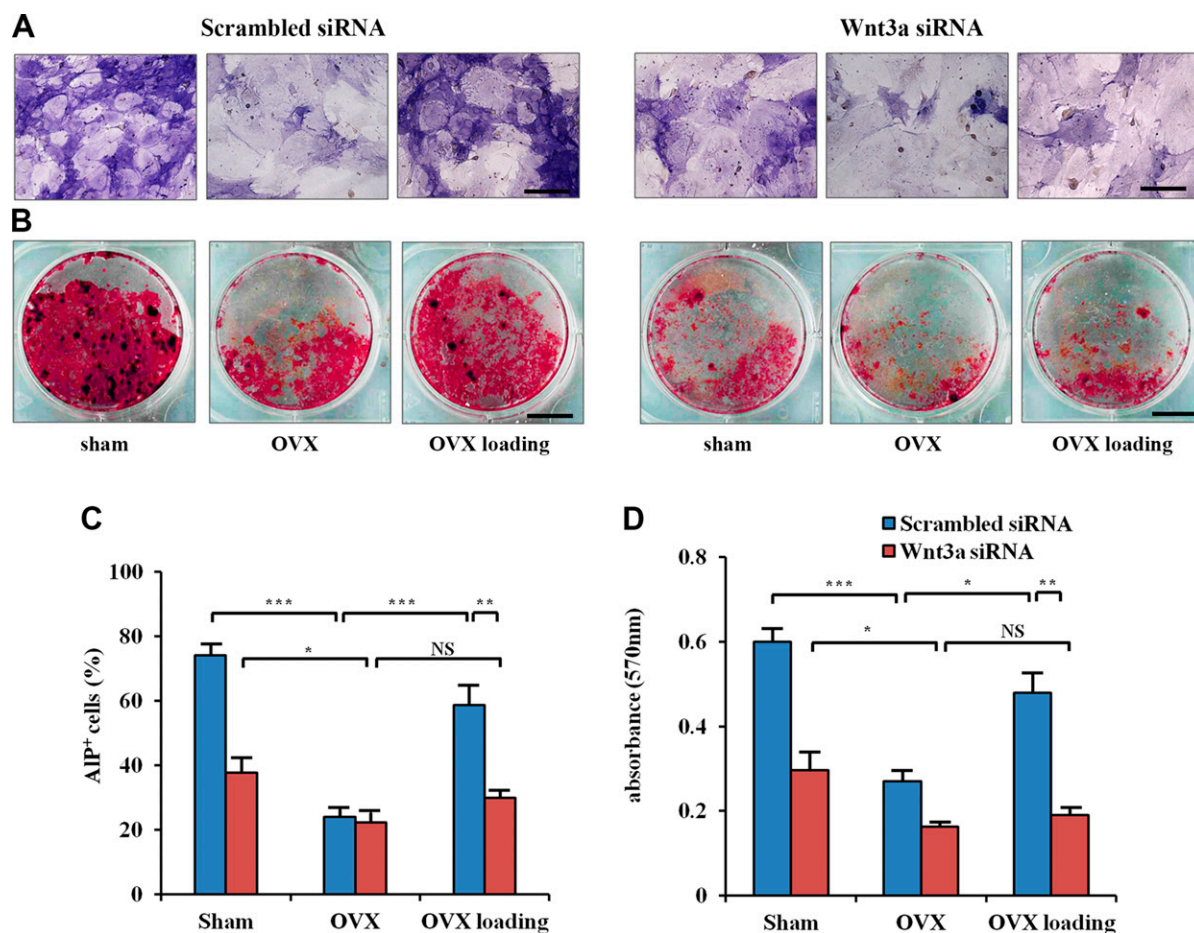 A
Scrambled siRNA
Wnt3a siRNA
B
sham
OVX
OVX loading
sham
OVX
OVX loading
C
AlP+ cells (%)
100
80
60
40
20
0
***
***
**
*
NS
Sham
OVX
OVX loading
D
Scrambled siRNA
Wnt3a siRNA
absorbance (570nm)
0.8
0.6
0.4
0.2
0
***
*
**
*
NS
Sham
OVX
OVX loading